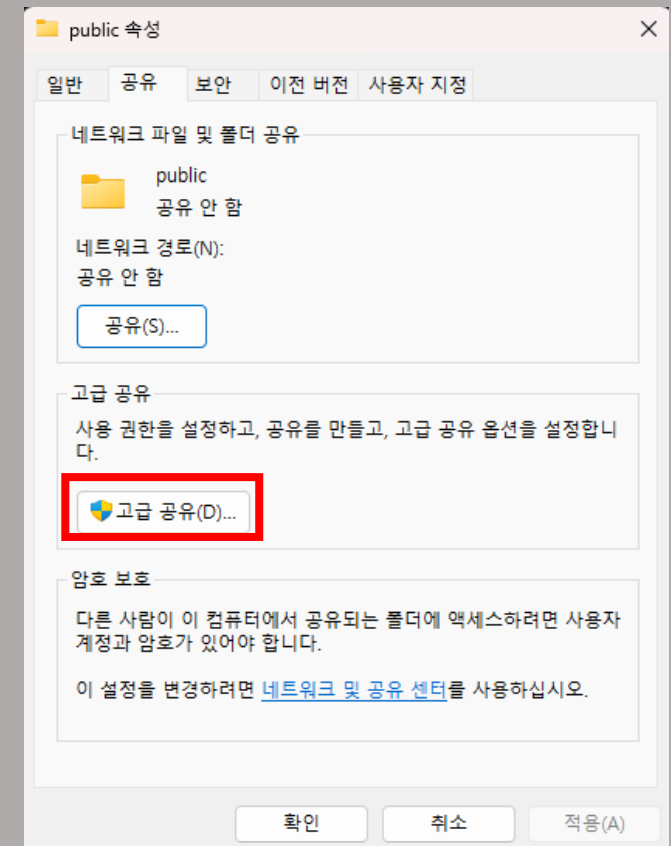 public 속성
일반 공유 보안 이전 버전 사용자 지정
네트워크 파일 및 폴더 공유
public
공유 안 함
네트워크 경로(N):
공유 안 함
공유(S)...
고급 공유
사용 권한을 설정하고, 공유를 만들고, 고급 공유 옵션을 설정합니
다.
고급 공유(D)...
암호 보호
다른 사람이 이 컴퓨터에서 공유되는 폴더에 액세스하려면 사용자
계정과 암호가 있어야 합니다.
이 설정을 변경하려면 네트워크 및 공유 센터를 사용하십시오.
확인 취소 적용(A)